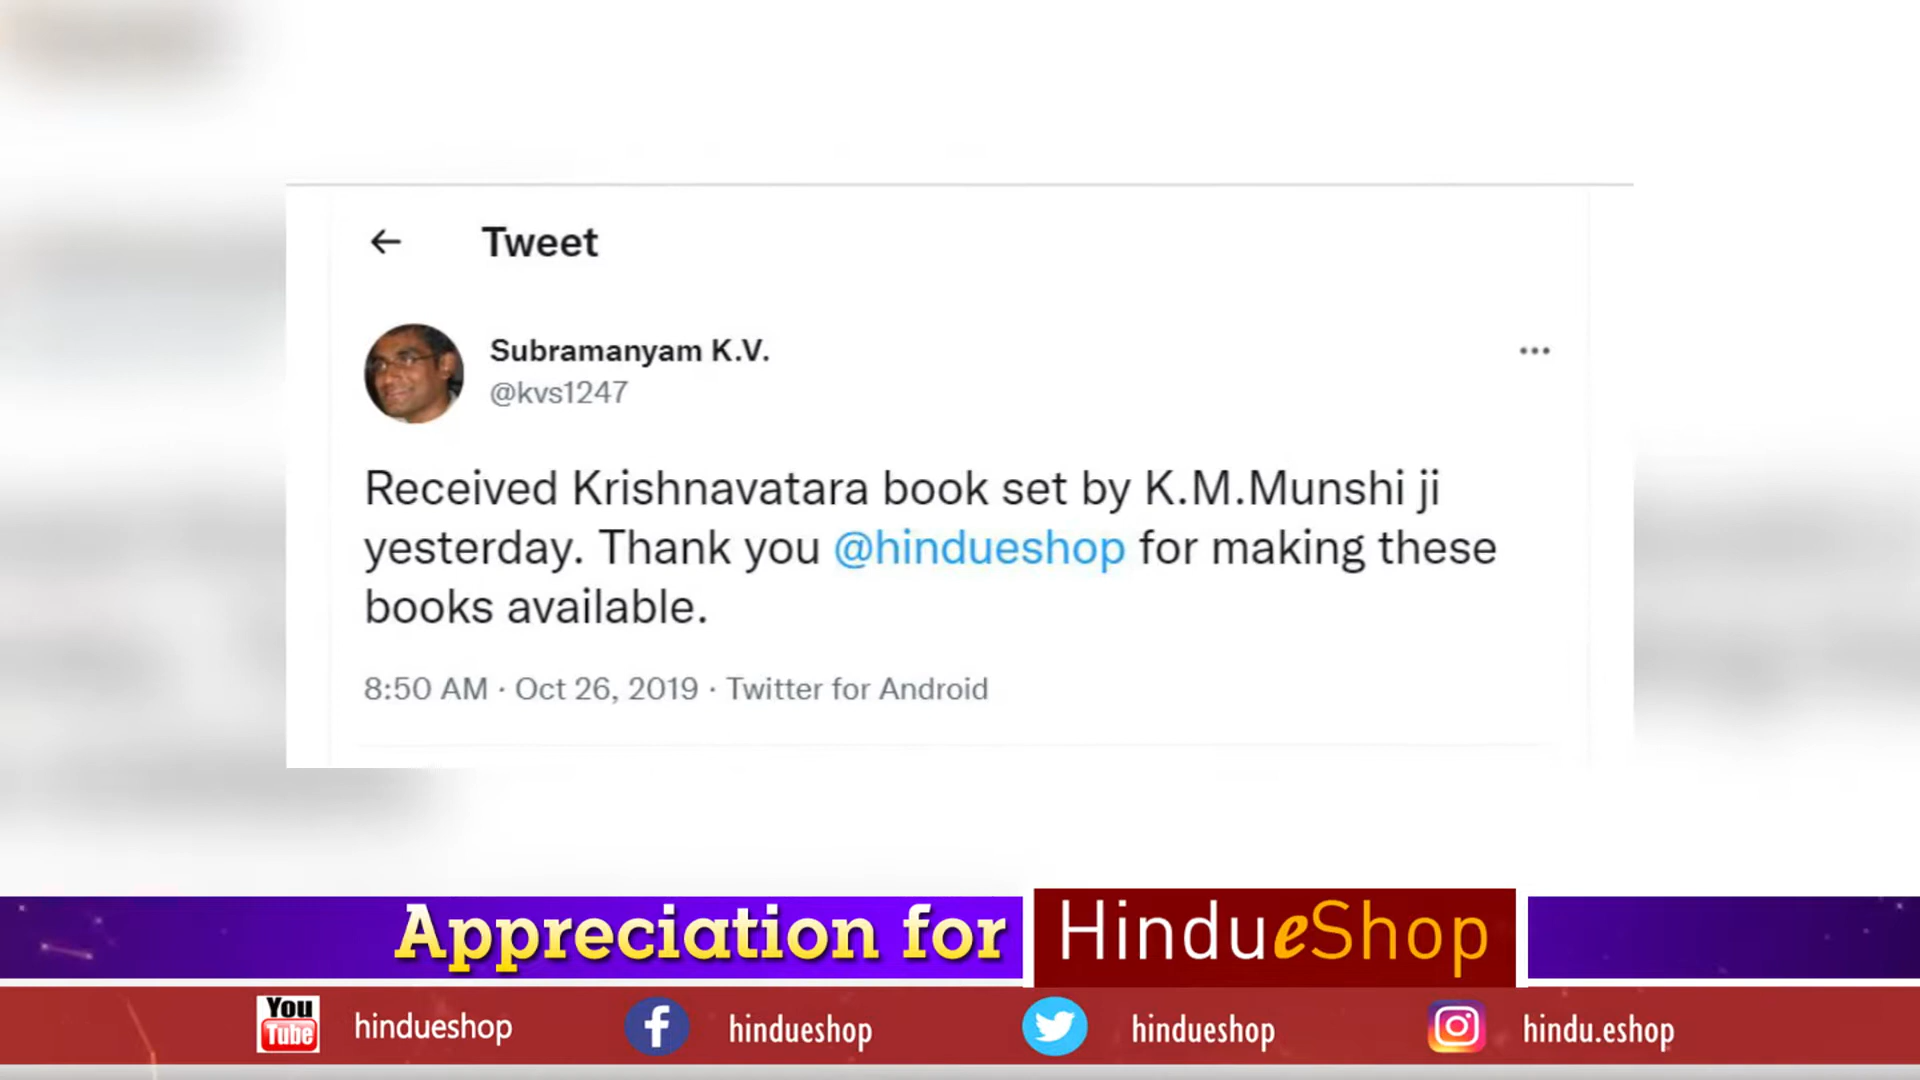 Tweet
Subramanyam K.V.
@kvs1247
Received Krishnavatara book set by K.M.Munshi ji
yesterday. Thank you @hindueshop for making these
books available.
8:50 AM · Oct 26, 2019 · Twitter for Android
Appreciation for HindueShop
You Tube hindueshop f hindueshop hindueshop hindu.eshop